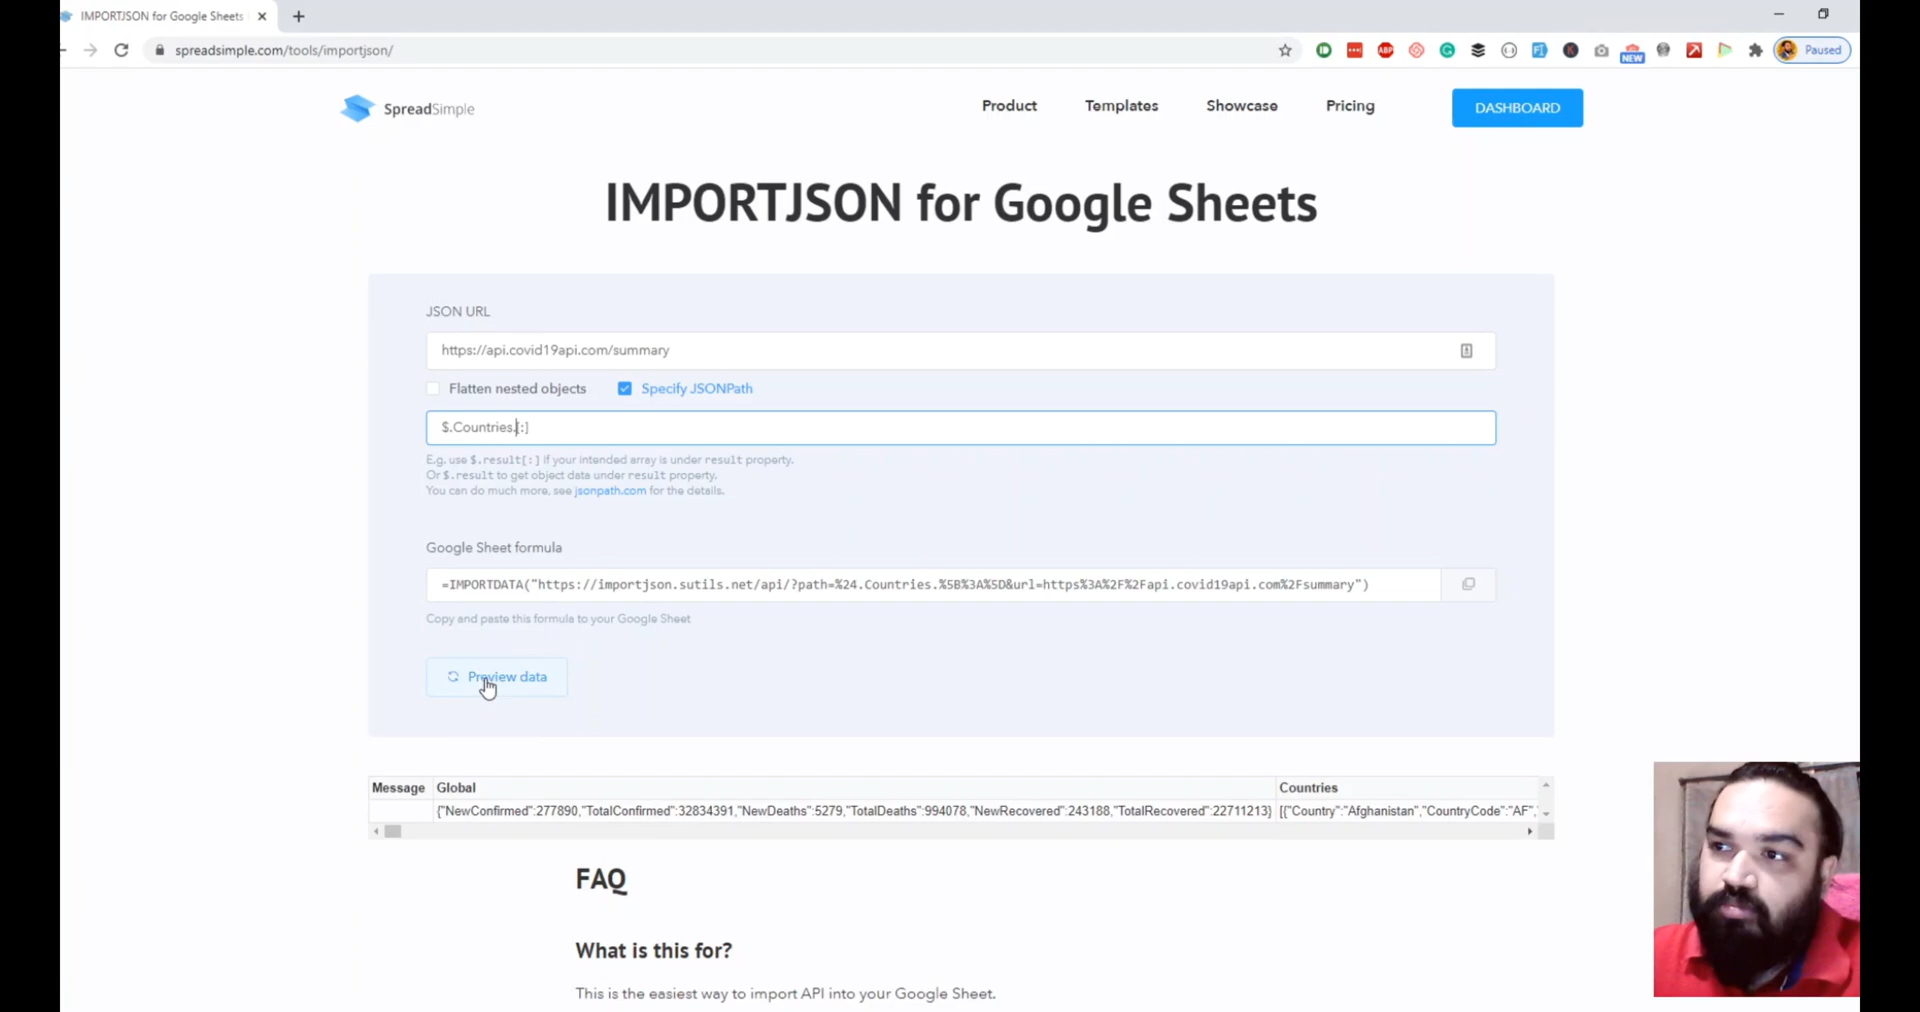 IMPORTJSON for Google Sheets
spreadsimple.com/tools/importjson/
NEW
Paused
SpreadSimple
Product Templates Showcase Pricing DASHBOARD
IMPORTJSON for Google Sheets
JSON URL
https://api.covid19api.com/summary
Flatten nested objects Specify JSONPath
$.Countries.[:]
E.g. use $.result[:] if your intended array is under result property.
Or $.result to get object data under result property.
You can do much more, see jsonpath.com for the details.
Google Sheet formula
=IMPORTDATA("https://importjson.sutils.net/api/?path=%24.Countries.%5B%3A%5D&url=https%3A%2F%2Fapi.covid19api.com%2Fsummary")
Copy and paste this formula to your Google Sheet
Preview data
Message Global Countries
{"NewConfirmed":277890,"TotalConfirmed":32834391,"NewDeaths":5279,"TotalDeaths":994078,"NewRecovered":243188,"TotalRecovered":22711213} [{"Country":"Afghanistan","CountryCode":"AF",
FAQ
What is this for?
This is the easiest way to import API into your Google Sheet.